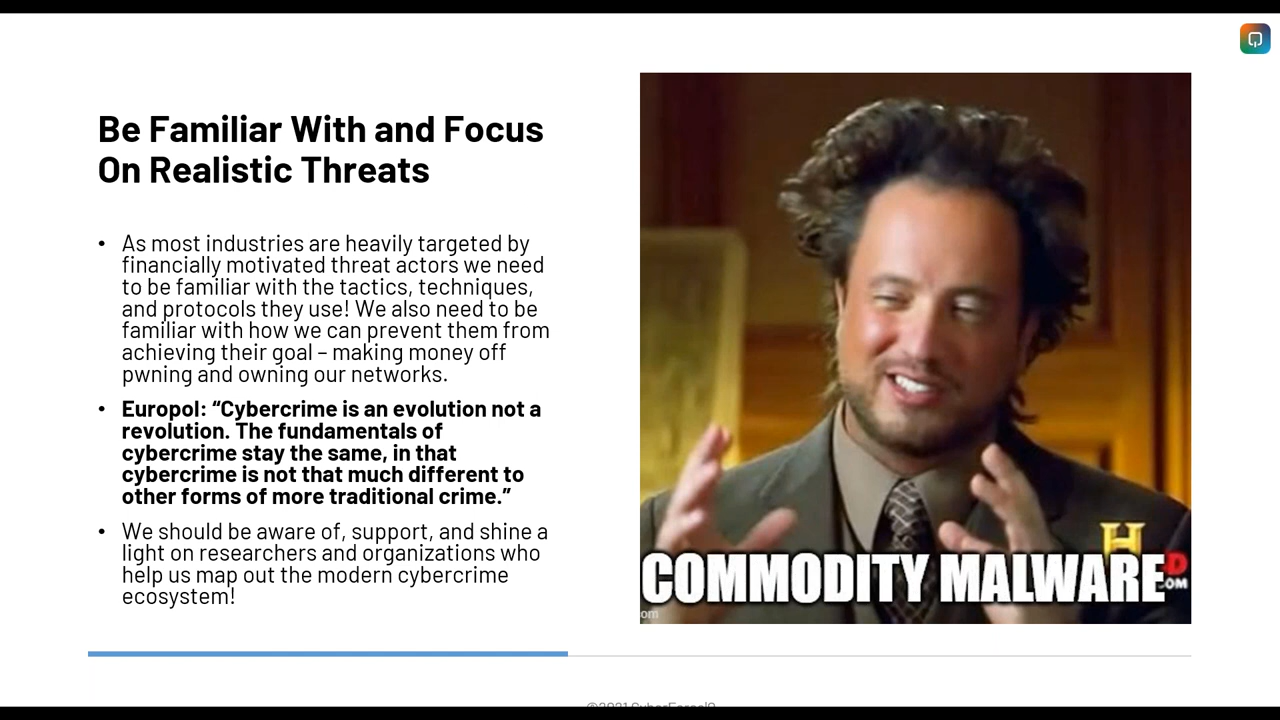 Be Familiar With and Focus
On Realistic Threats
• As most industries are heavily targeted by
financially motivated threat actors we need
to be familiar with the tactics, techniques,
and protocols they use! We also need to be
familiar with how we can prevent them from
achieving their goal – making money off
pwning and owning our networks.
• Europol: “Cybercrime is an evolution not a
revolution. The fundamentals of
cybercrime stay the same, in that
cybercrime is not that much different to
other forms of more traditional crime.”
• We should be aware of, support, and shine a
light on researchers and organizations who
help us map out the modern cybercrime
ecosystem!
H
COMMODITY MALWARE
D
.COM
om
©2021